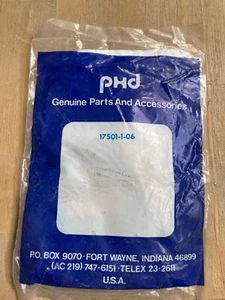 PHD
Genuine Parts And Accessories
17501-1-06
P.O. BOX 9070·FORT WAYNE, INDIANA 46899
(AC 219) 747-6151·TELEX 23-2611
U.S.A.